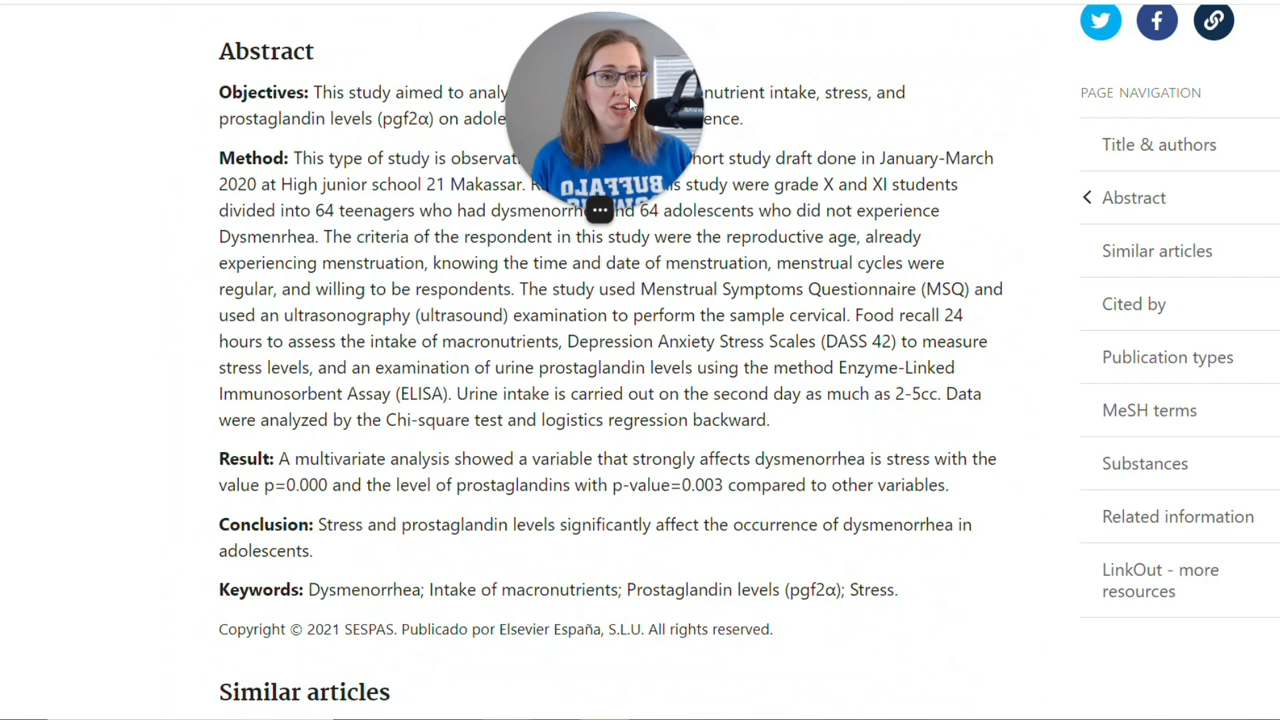 Abstract
PAGE NAVIGATION
Objectives: This study aimed to analy nutrient intake, stress, and
prostaglandin levels (pgf2α) on adole ence.
Title & authors
Method: This type of study is observati hort study draft done in January-March
2020 at High junior school 21 Makassar. R s study were grade X and XI students
Abstract
divided into 64 teenagers who had dysmenorrhe nd 64 adolescents who did not experience
Dysmenrhea. The criteria of the respondent in this study were the reproductive age, already
Similar articles
experiencing menstruation, knowing the time and date of menstruation, menstrual cycles were
regular, and willing to be respondents. The study used Menstrual Symptoms Questionnaire (MSQ) and
Cited by
used an ultrasonography (ultrasound) examination to perform the sample cervical. Food recall 24
hours to assess the intake of macronutrients, Depression Anxiety Stress Scales (DASS 42) to measure
Publication types
stress levels, and an examination of urine prostaglandin levels using the method Enzyme-Linked
Immunosorbent Assay (ELISA). Urine intake is carried out on the second day as much as 2-5cc. Data
MeSH terms
were analyzed by the Chi-square test and logistics regression backward.
Result: A multivariate analysis showed a variable that strongly affects dysmenorrhea is stress with the
Substances
value p=0.000 and the level of prostaglandins with p-value=0.003 compared to other variables.
Conclusion: Stress and prostaglandin levels significantly affect the occurrence of dysmenorrhea in
Related information
adolescents.
LinkOut - more
resources
Keywords: Dysmenorrhea; Intake of macronutrients; Prostaglandin levels (pgf2α); Stress.
Copyright © 2021 SESPAS. Publicado por Elsevier España, S.L.U. All rights reserved.
Similar articles
BUFFALO